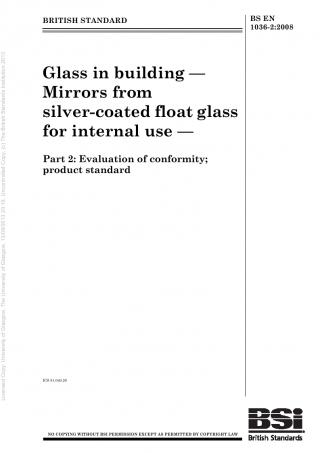 BRITISH STANDARD
BS EN
1036-2:2008
Glass in building —
Mirrors from
silver-coated float glass
for internal use —
Part 2: Evaluation of conformity;
product standard
Licensed Copy: University of Glasgow, The University of Glasgow, 13/09/2013 20:19, Uncontrolled Copy, (c) The British Standards Institution 2013
ICS 81.040.20
NO COPYING WITHOUT BSI PERMISSION EXCEPT AS PERMITTED BY COPYRIGHT LAW
BSi
British Standards